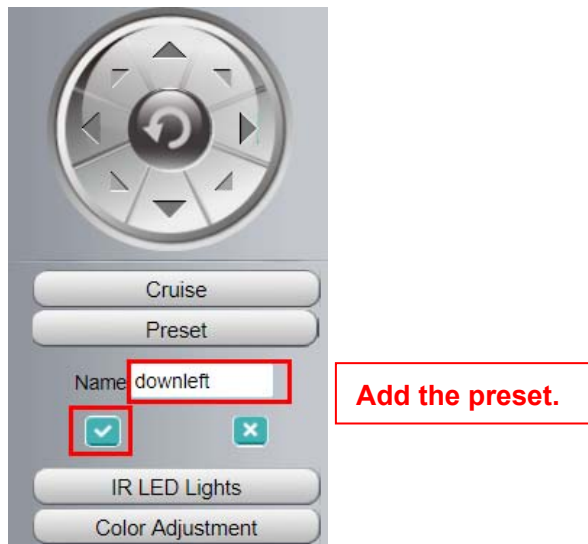 Cruise
Preset
Name downleft
Add the preset.
IR LED Lights
Color Adjustment